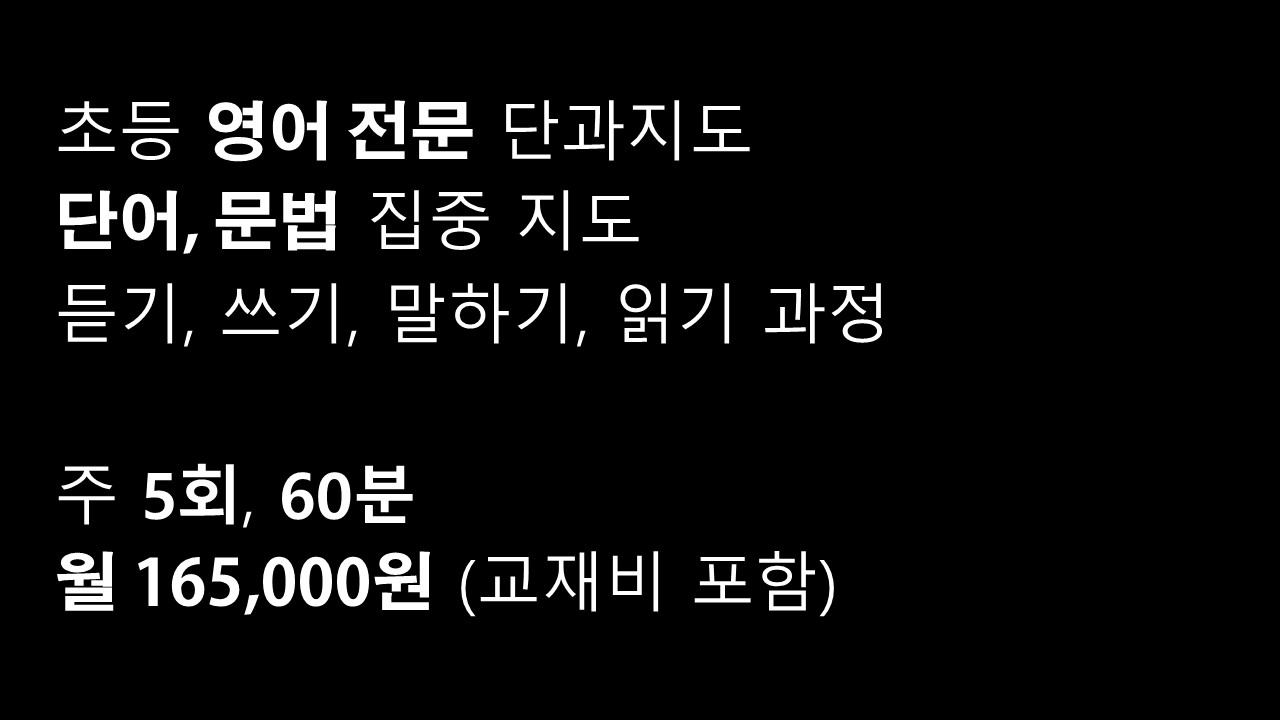 초등 영어 전문 단과지도
단어, 문법 집중 지도
듣기, 쓰기, 말하기, 읽기 과정
주 5회, 60분
월 165,000원 (교재비 포함)